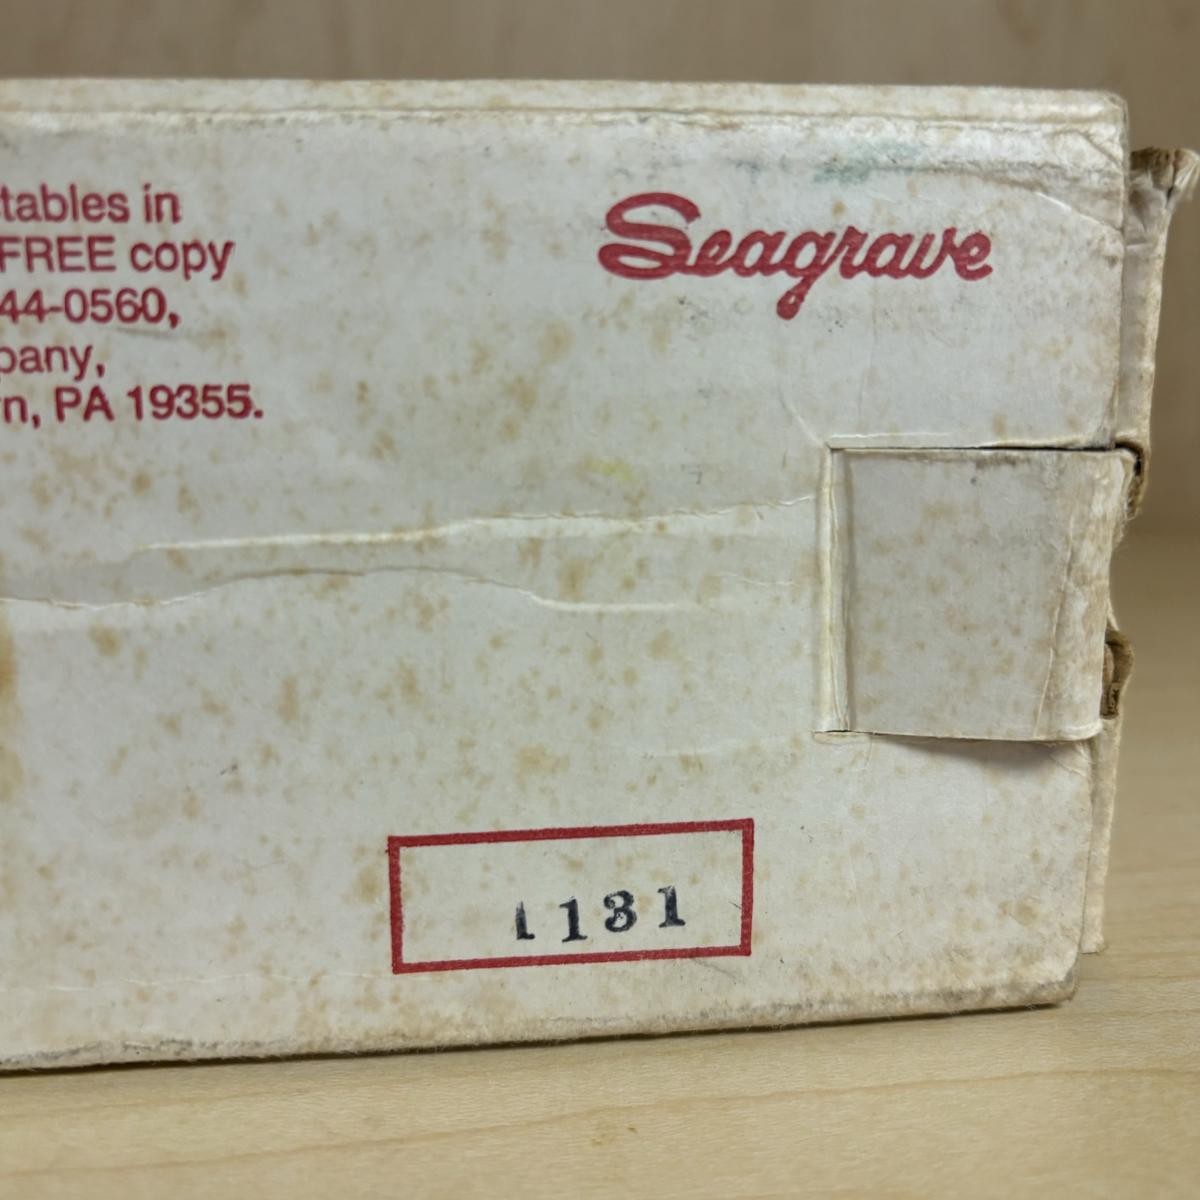 tables in
FREE copy
44-0560,
pany,
n, PA 19355.
Seagrave
1131